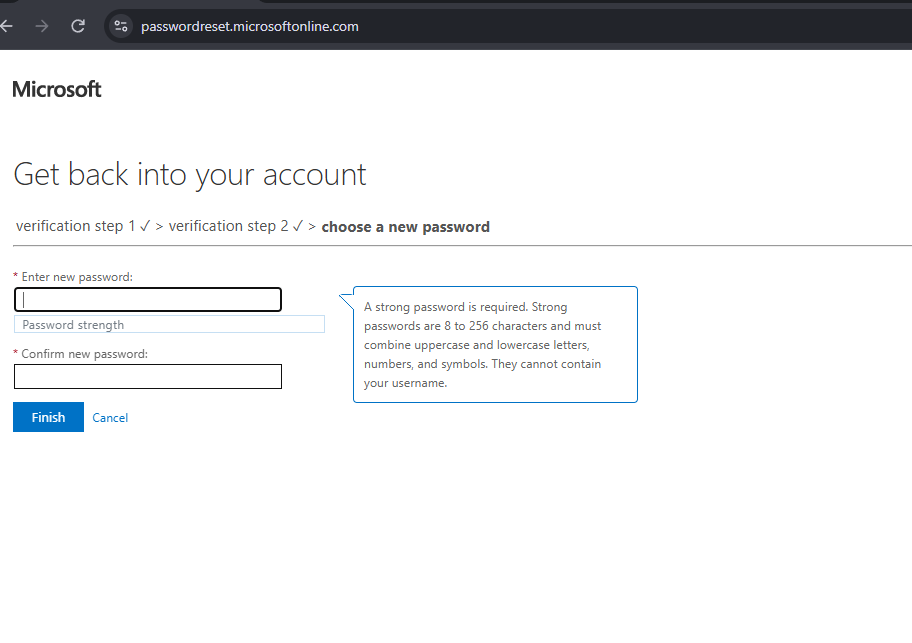 passwordreset.microsoftonline.com
Microsoft
Get back into your account
verification step 1 ✓ > verification step 2 ✓ > choose a new password
* Enter new password:
Password strength
A strong password is required. Strong
passwords are 8 to 256 characters and must
combine uppercase and lowercase letters,
numbers, and symbols. They cannot contain
your username.
* Confirm new password:
Finish
Cancel